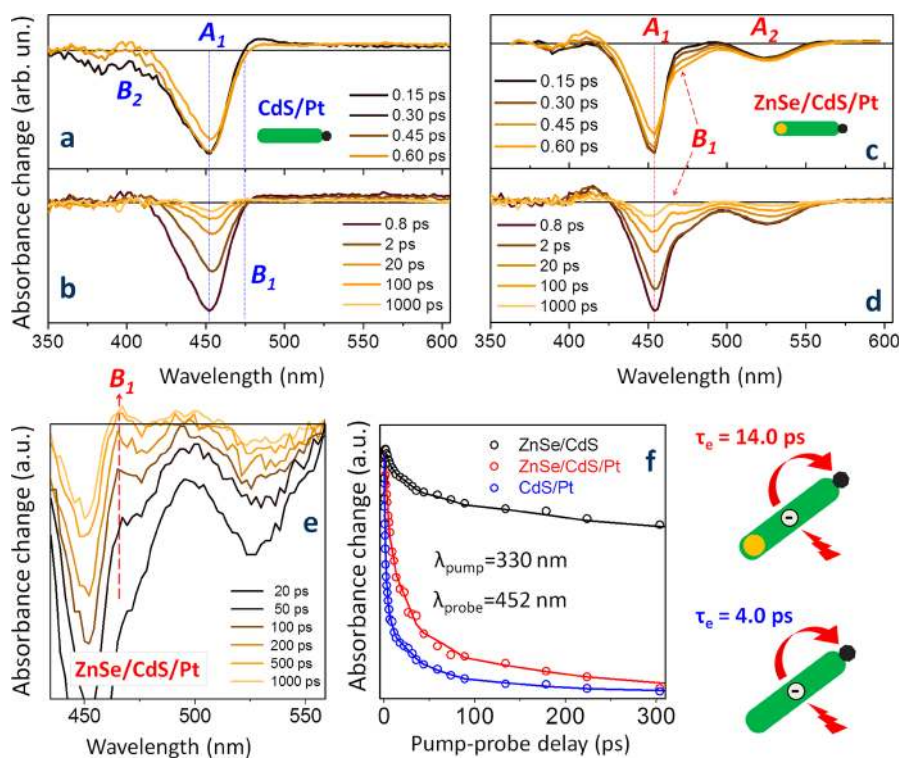 Absorbance change (arb. un.)
A1
B2
CdS/Pt
0.15 ps
0.30 ps
0.45 ps
0.60 ps
a
0.8 ps
2 ps
20 ps
100 ps
1000 ps
B1
b
350 400 450 500 550 600
Wavelength (nm)
A1
A2
0.15 ps
0.30 ps
0.45 ps
0.60 ps
B1
ZnSe/CdS/Pt
c
0.8 ps
2 ps
20 ps
100 ps
1000 ps
d
350 400 450 500 550 600
Wavelength (nm)
B1
Absorbance change (a.u.)
e
20 ps
50 ps
100 ps
200 ps
500 ps
1000 ps
ZnSe/CdS/Pt
450 500 550
Wavelength (nm)
Absorbance change (a.u.)
f
ZnSe/CdS
ZnSe/CdS/Pt
CdS/Pt
λpump=330 nm
λprobe=452 nm
0 90 180 270
Pump-probe delay (ps)
τe = 14.0 ps
-
τe = 4.0 ps
-